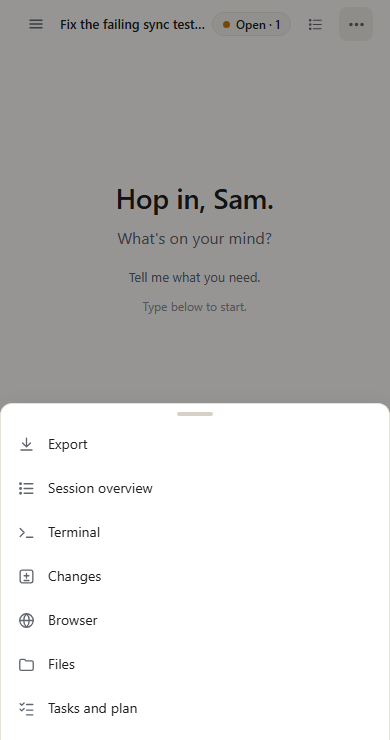 Fix the failing sync test...
Open · 1
Hop in, Sam.
What's on your mind?
Tell me what you need.
Type below to start.
Export
Session overview
Terminal
Changes
Browser
Files
Tasks and plan